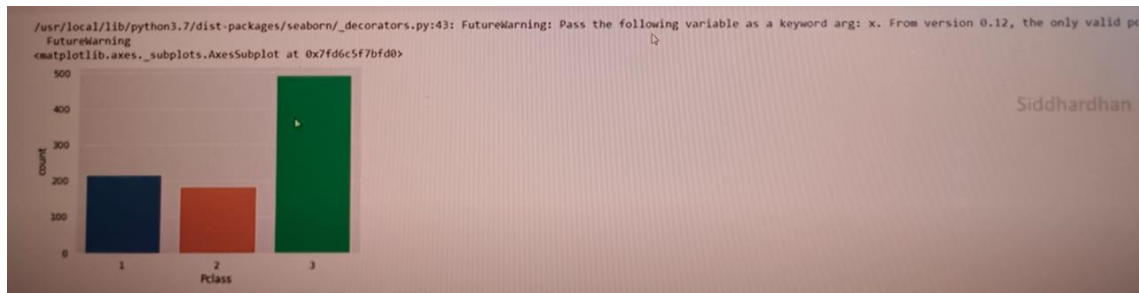 /usr/local/lib/python3.7/dist-packages/seaborn/_decorators.py:43: FutureWarning: Pass the following variable as a keyword arg: x. From version 0.12, the only valid
FutureWarning
<matplotlib.axes._subplots.AxesSubplot at 0x7fd6c5f7bfd0>
500
400
Siddhardhan
300
count
200
100
0
1 2 3
Pclass